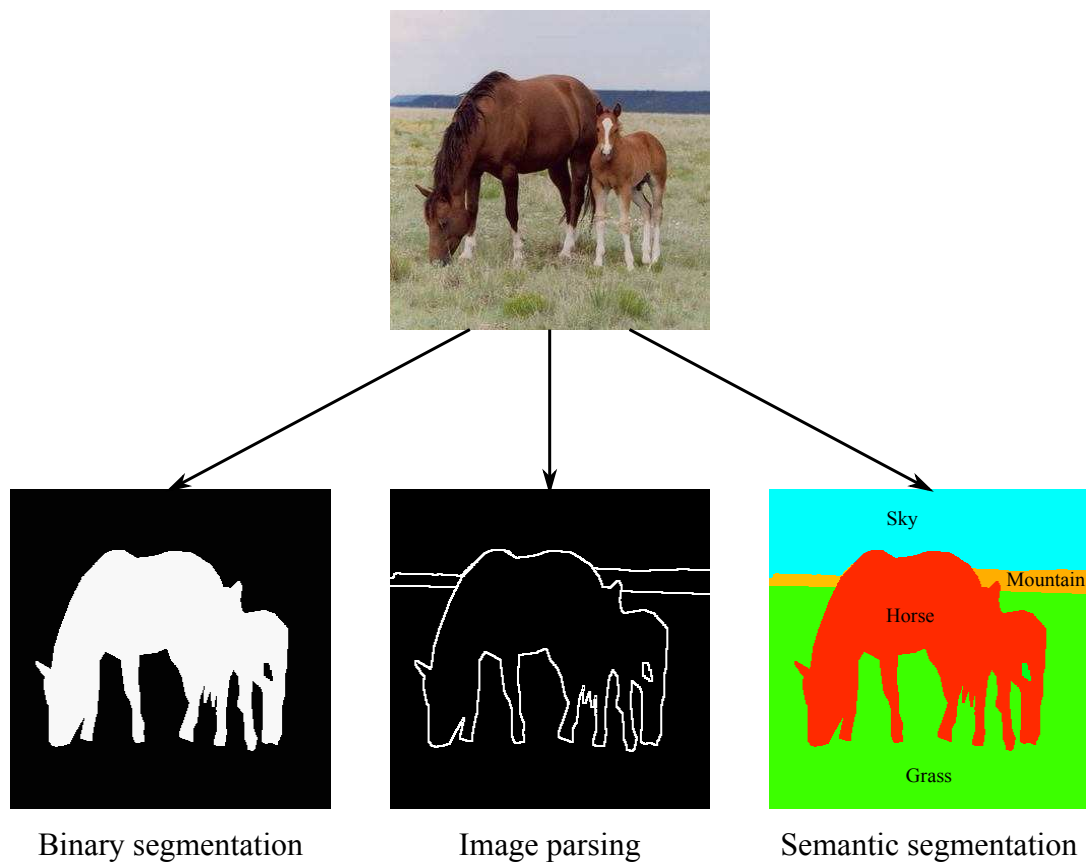 Sky
Mountain
Horse
Grass
Binary segmentation
Image parsing
Semantic segmentation